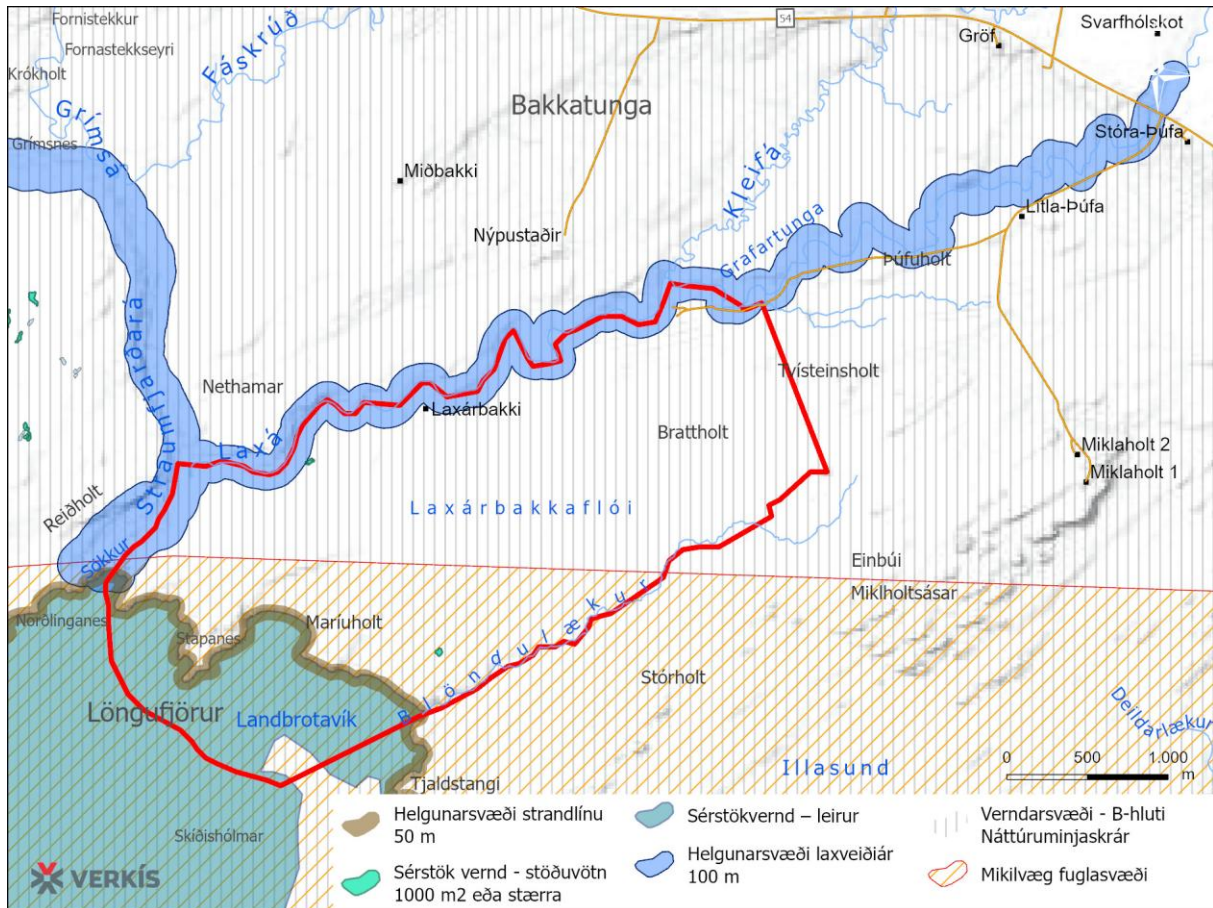 Fornistekkur
Fornastekkseyri
Krókholt
Grímsnes
Grímsá
Fáskrúð
54
Gröf
Svarfhólskot
Bakkatunga
Stóra-Þúfa
Miðbakki
Kleifá
Nýpustaðir
Litla-Þúfa
Grafartunga
Þúfuholt
Straumfjarðará
Nethamar
Tvísteinsholt
Laxárbakki
Laxá
Brattholt
Miklaholt 2
Miklaholt 1
Reiðholt
Laxárbakkaflói
Sökkur
Einbúi
Miklholtsásar
Norðlinganes
Stapanes
Maríuholt
Blöndulækur
Stórholt
Löngufjörur
Landbrotavík
Deildarlækur
Illasund
Tjaldstangi
0 500 1.000
m
Skíðishólmar
VERKÍS
Helgunarsvæði strandlínu
50 m
Sérstök vernd - stöðuvötn
1000 m2 eða stærra
Sérstökvernd – leirur
Helgunarsvæði laxveiðiár
100 m
Verndarsvæði - B-hluti
Náttúruminjaskrár
Mikilvæg fuglasvæði